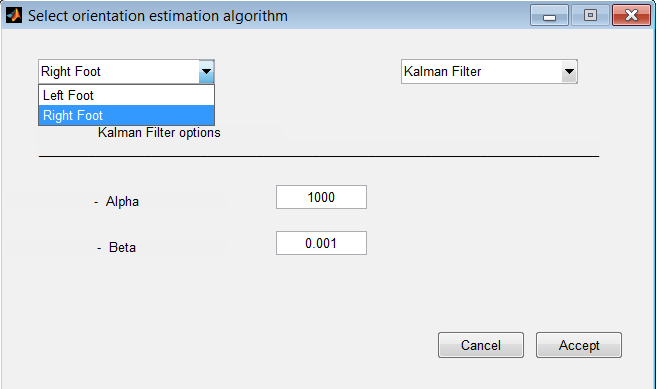 Select orientation estimation algorithm
Right Foot
Kalman Filter
Left Foot
Right Foot
Kalman Filter options
- Alpha
1000
- Beta
0.001
Cancel
Accept